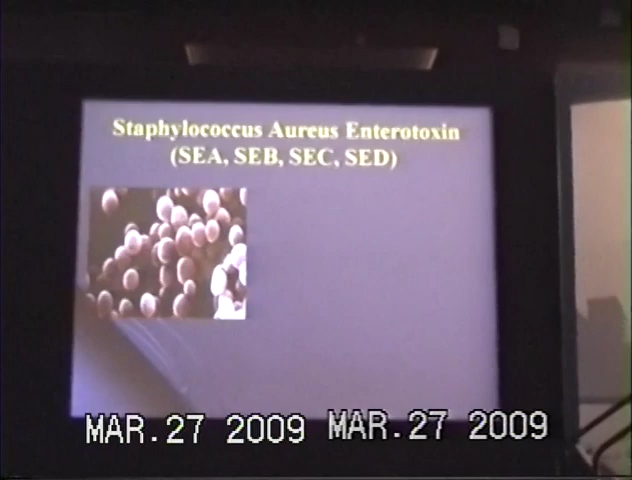 Staphylococcus Aureus Enterotoxin
(SEA, SEB, SEC, SED)
MAR.27 2009 MAR.27 2009